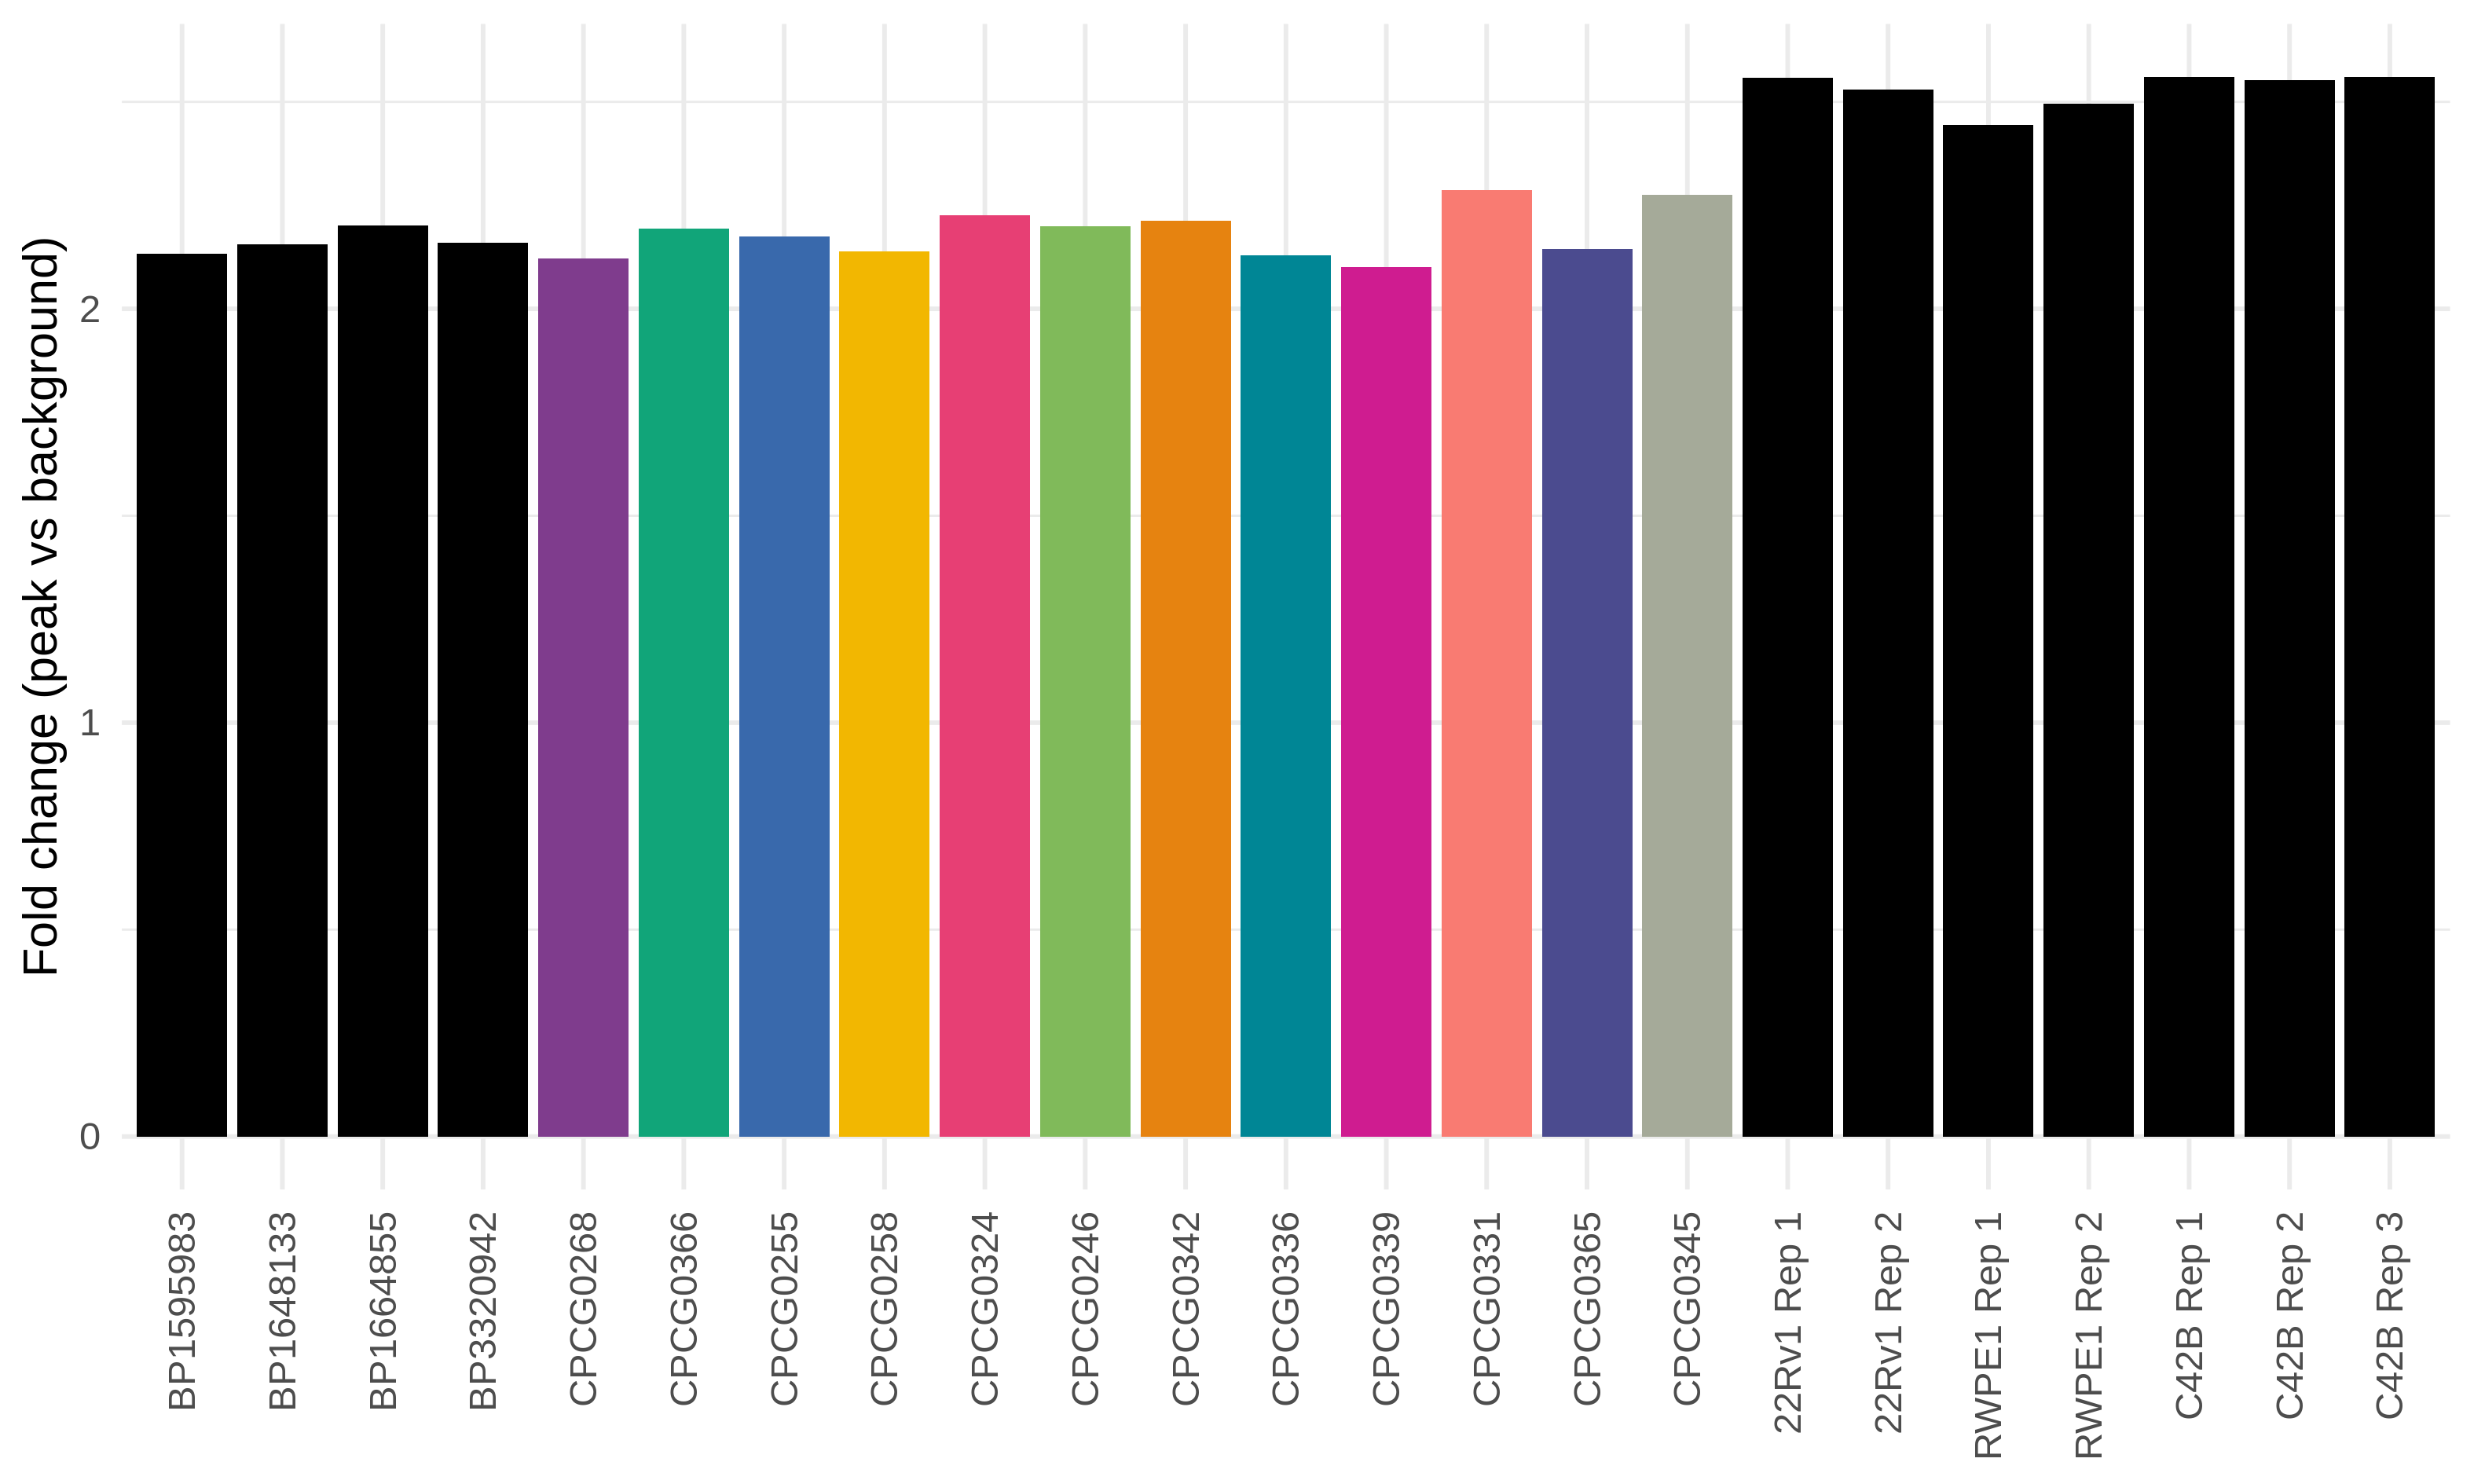 Fold change (peak vs background)
2
1
0
BP1595983
BP1648133
BP1664855
BP3320942
CPCG0268
CPCG0366
CPCG0255
CPCG0258
CPCG0324
CPCG0246
CPCG0342
CPCG0336
CPCG0339
CPCG0331
CPCG0365
CPCG0345
22Rv1 Rep 1
22Rv1 Rep 2
RWPE1 Rep 1
RWPE1 Rep 2
C42B Rep 1
C42B Rep 2
C42B Rep 3